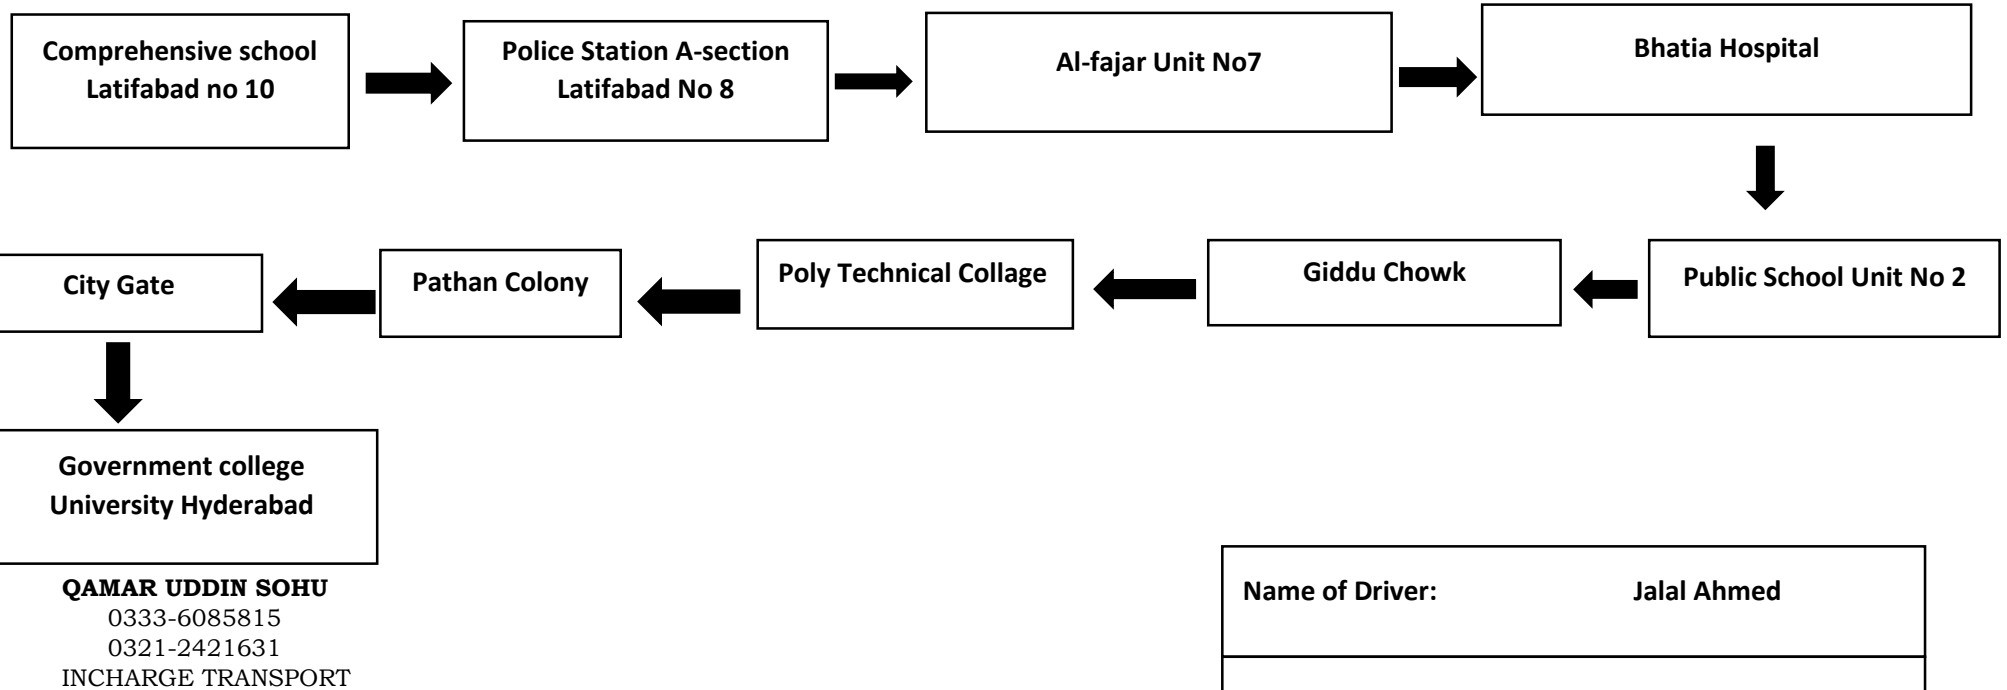 Comprehensive school
Latifabad no 10
Police Station A-section
Latifabad No 8
Al-fajar Unit No7
Bhatia Hospital
Public School Unit No 2
Giddu Chowk
Poly Technical Collage
Pathan Colony
City Gate
Government college
University Hyderabad
QAMAR UDDIN SOHU
0333-6085815
0321-2421631
INCHARGE TRANSPORT
Name of Driver: Jalal Ahmed